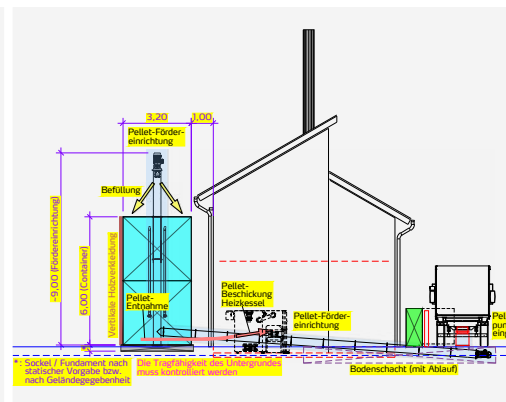 3,20
1,00
Pellet-Förder-
einrichtung
Befüllung
~9,00 (Fördereinrichtung)
6,00 (Container)
Vertikale Holzverkleidung
Pellet-
Entnahme
Pellet-
Beschickung
Heizkessel
Pellet-Förder-
einrichtung
Bodenschacht (mit Ablauf)
*: Sockel / Fundament nach
statischer Vorgabe bzw.
nach Geländegegebenheit
Die Tragfähigkeit des Untergrundes
muss kontrolliert werden